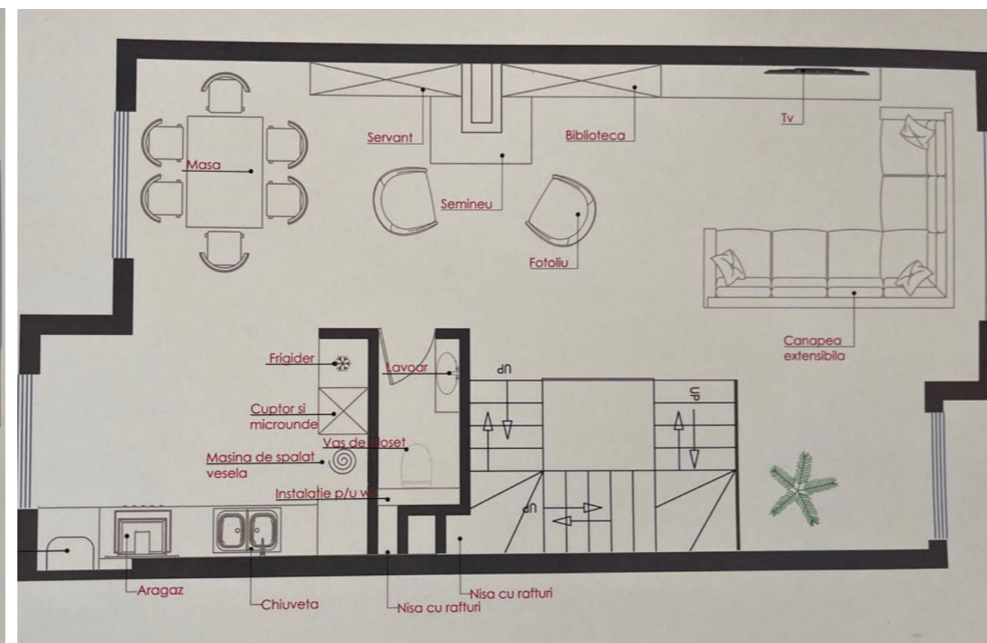 Servant
Biblioteca
Tv
Masa
Semineu
Fotoliu
Canapea
extensibila
Frigider
Lavoar
UP
UP
Cuptor si
microunde
Vas de closet
Masina de spalat
vesela
Instalatie p/u wc
UP
Aragaz
Chiuveta
Nisa cu rafturi
Nisa cu rafturi